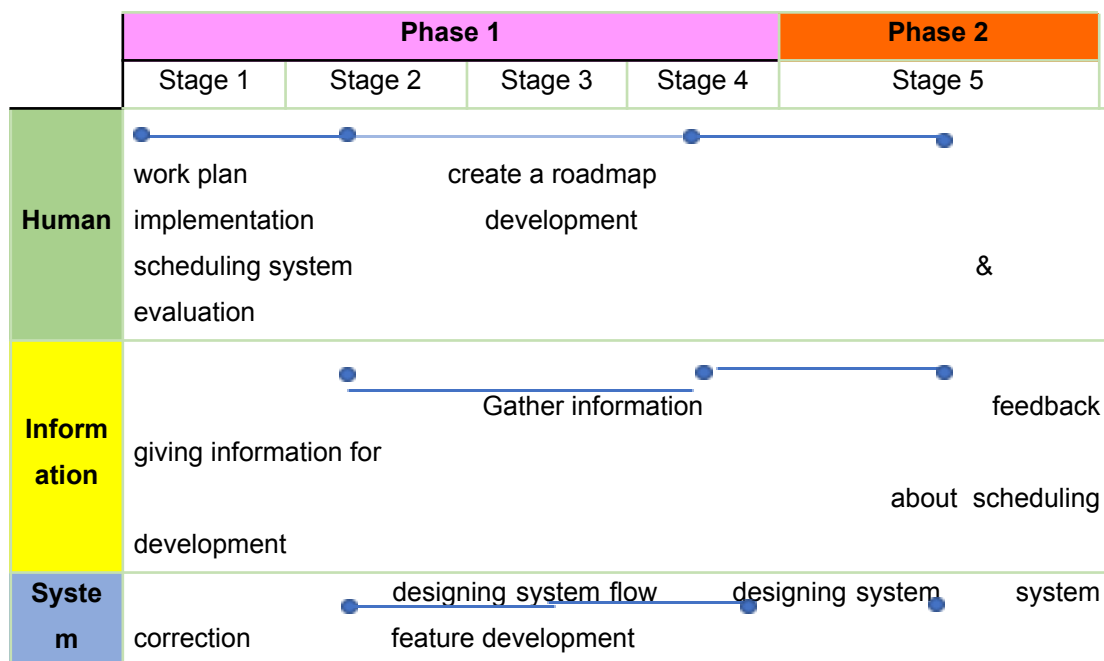 Phase 1 Phase 2
Stage 1 Stage 2 Stage 3 Stage 4 Stage 5
Human
work plan create a roadmap
implementation development
scheduling system &
evaluation
Inform
ation
Gather information feedback
giving information for
about scheduling
development
Syste
m
designing system flow designing system system
correction feature development